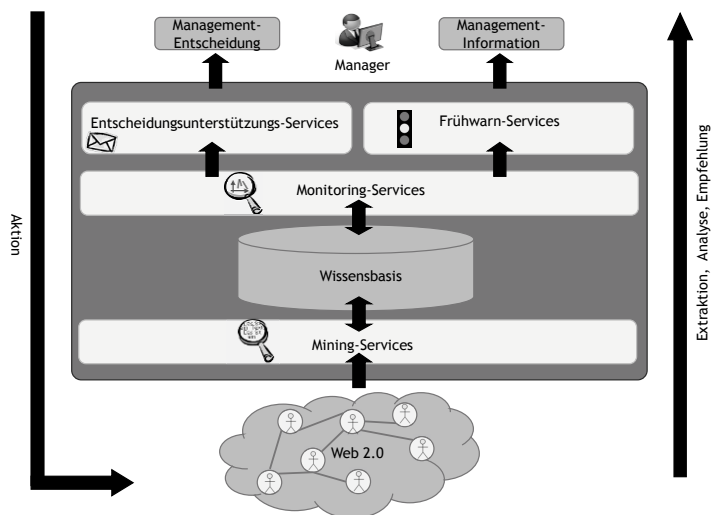 Management-
Entscheidung
Manager
Management-
Information
Entscheidungsunterstützungs-Services
Frühwarn-Services
Monitoring-Services
Wissensbasis
Mining-Services
Web 2.0
Aktion
Extraktion, Analyse, Empfehlung